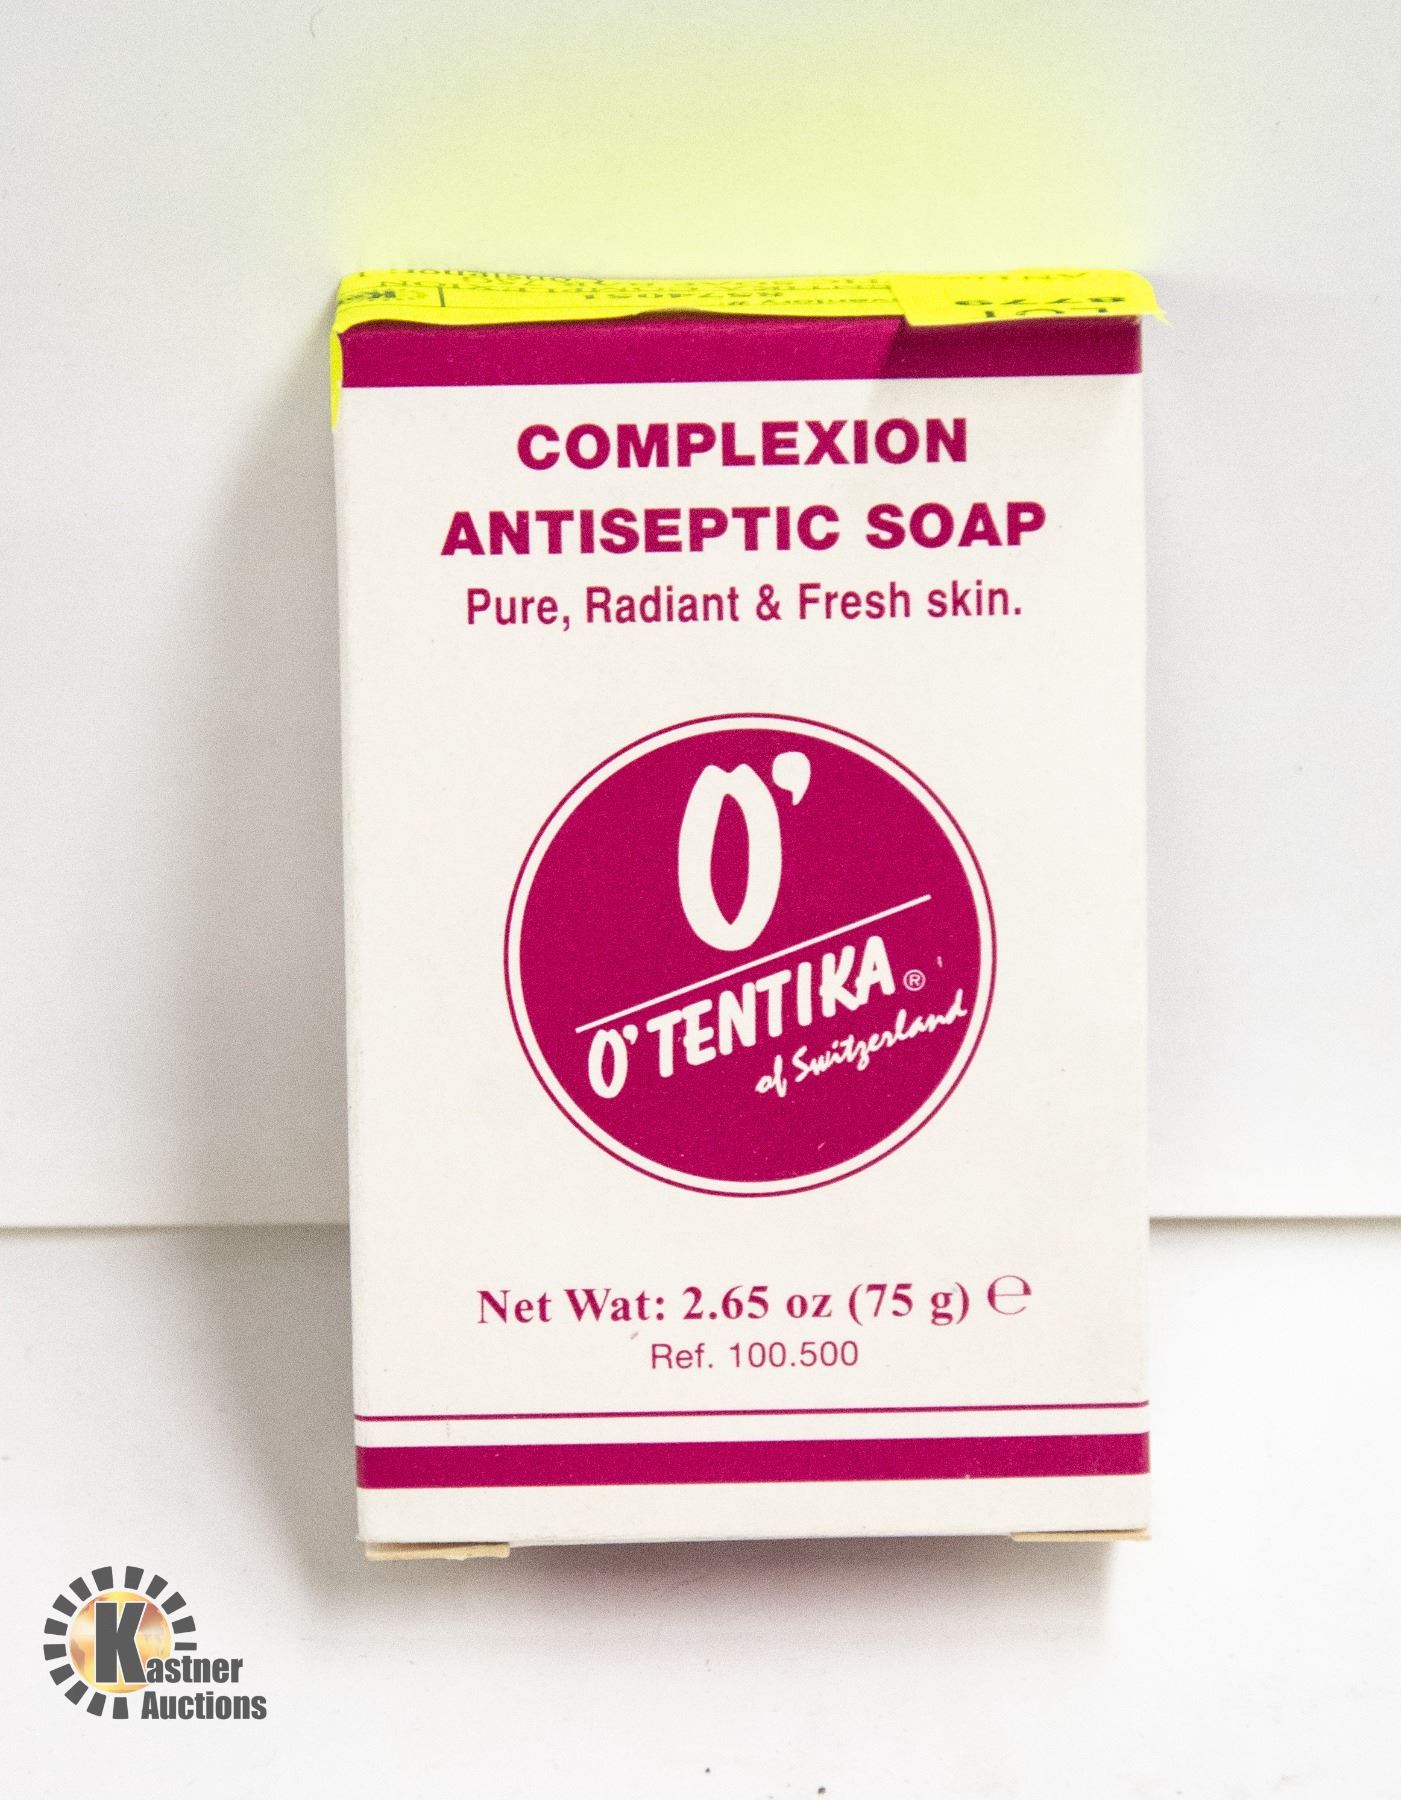 COMPLEXION
ANTISEPTIC SOAP
Pure, Radiant & Fresh skin.
O'
O'TENTIKA®
of Switzerland
Net Wat: 2.65 oz (75 g) ℮
Ref. 100.500
Kastner
Auctions